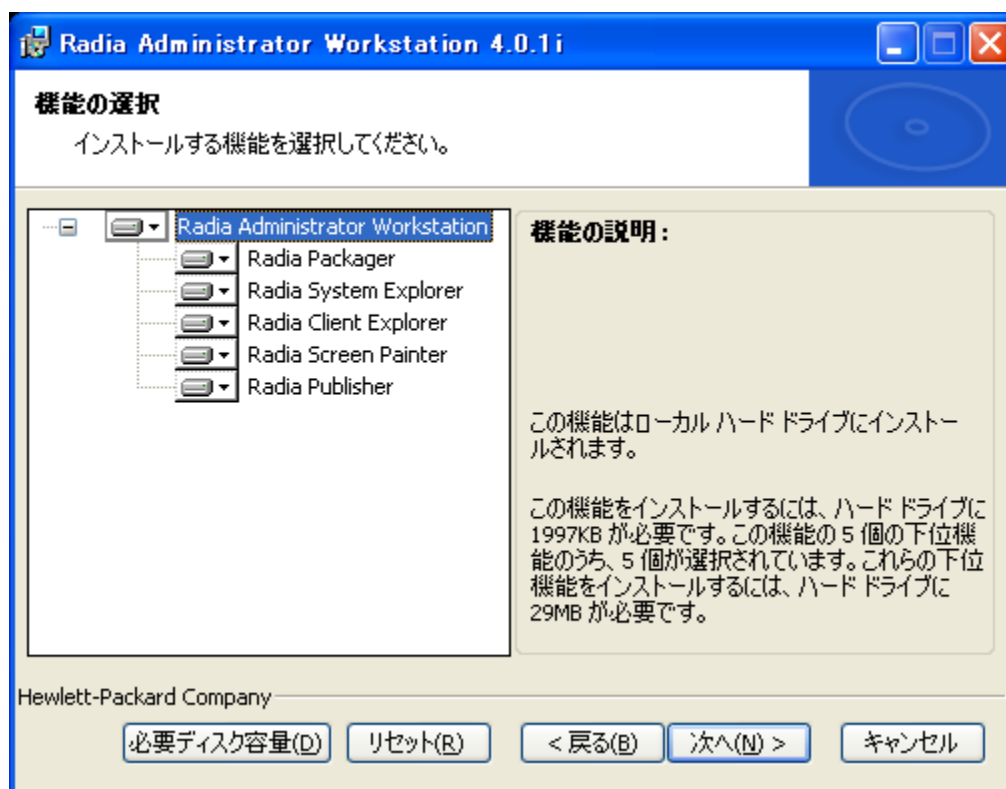 Radia Administrator Workstation 4.0.1i
機能の選択
インストールする機能を選択してください。
Radia Administrator Workstation
Radia Packager
Radia System Explorer
Radia Client Explorer
Radia Screen Painter
Radia Publisher
機能の説明:
この機能はローカル ハード ドライブにインストー
ルされます。
この機能をインストールするには、ハード ドライブに
1997KB が必要です。この機能の 5 個の下位機
能のうち、5 個が選択されています。これらの下位
機能をインストールするには、ハード ドライブに
29MB が必要です。
Hewlett-Packard Company
必要ディスク容量(D)
リセット(R)
< 戻る(B)
次へ(N) >
キャンセル